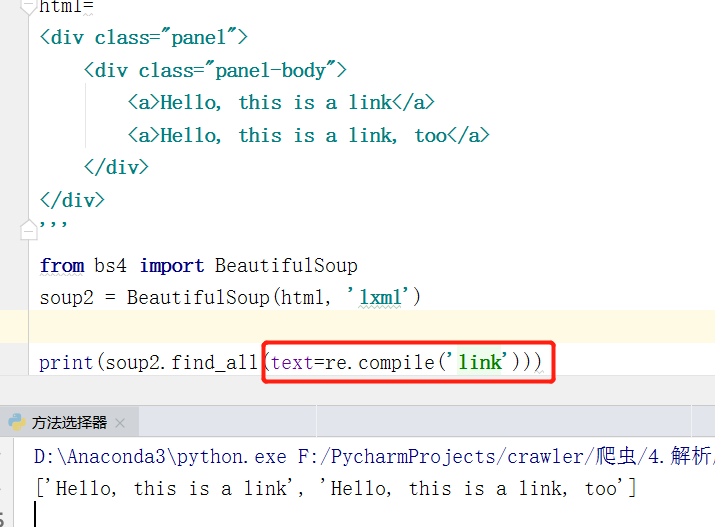 html=
<div class="panel">
    <div class="panel-body">
        <a>Hello, this is a link</a>
        <a>Hello, this is a link, too</a>
    </div>
</div>
'''
from bs4 import BeautifulSoup
soup2 = BeautifulSoup(html, 'lxml')
print(soup2.find_all(text=re.compile('link')))
方法选择器
D:\Anaconda3\python.exe F:/PycharmProjects/crawler/爬虫/4.解析
['Hello, this is a link', 'Hello, this is a link, too']